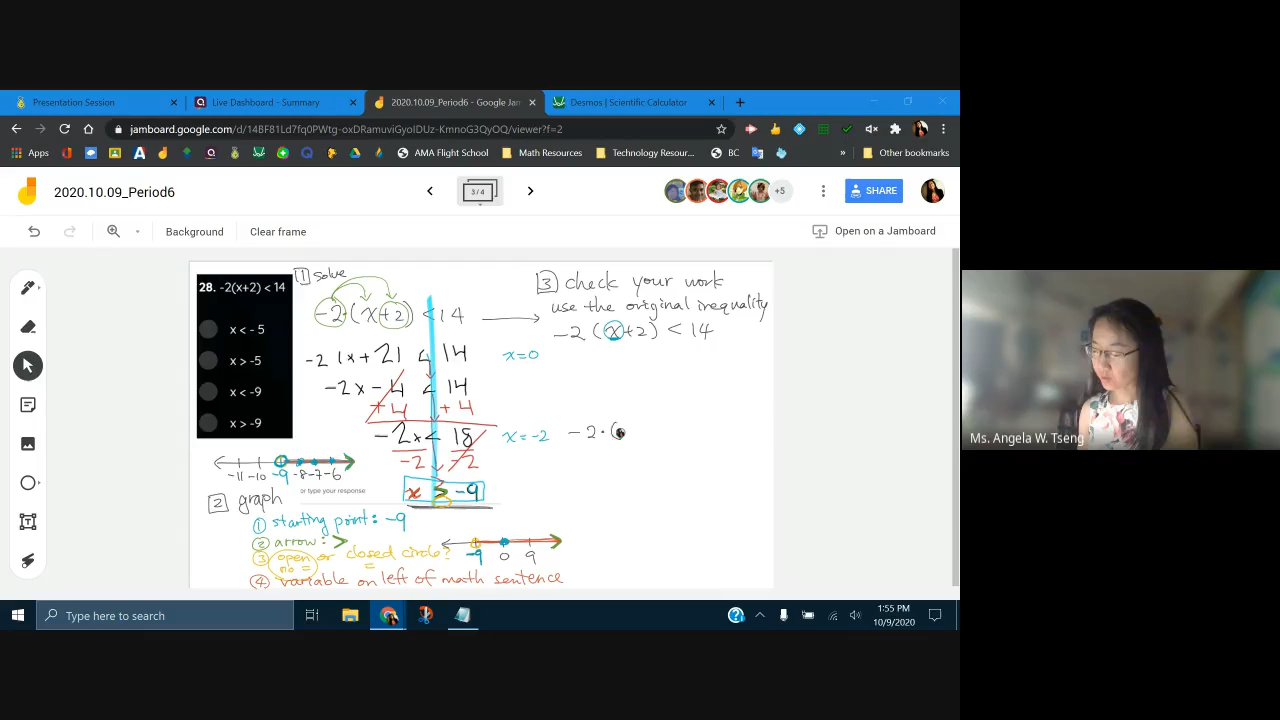 Presentation Session
Live Dashboard - Summary
2020.10.09_Period6 - Google Jam
Desmos | Scientific Calculator
jamboard.google.com/d/14BF81Ld7fq0PWtg-oxDRamuviGyoIDUz-KmnoG3QyOQ/viewer?f=2
Apps
AMA Flight School
Math Resources
Technology Resour...
BC
Other bookmarks
2020.10.09_Period6
3 / 4
+5
SHARE
Background
Clear frame
Open on a Jamboard
28. -2(x+2) < 14
x < - 5
x > -5
x < -9
x > -9
1 solve
-2·(x+2) < 14
-2(x+2) < 14
-2x-4 < 14
+4 +4
-2x < 18
-2 -2
x > -9
-11 -10 -9 -8 -7 -6
or type your response
2 graph
① starting point: -9
② arrow: >
③ open or closed circle?
no = =
④ variable on left of math sentence
-9 0 9
3 check your work
use the original inequality
-2(x+2) < 14
x=0
x=-2
-2·(
Ms. Angela W. Tseng
Type here to search
1:55 PM
10/9/2020